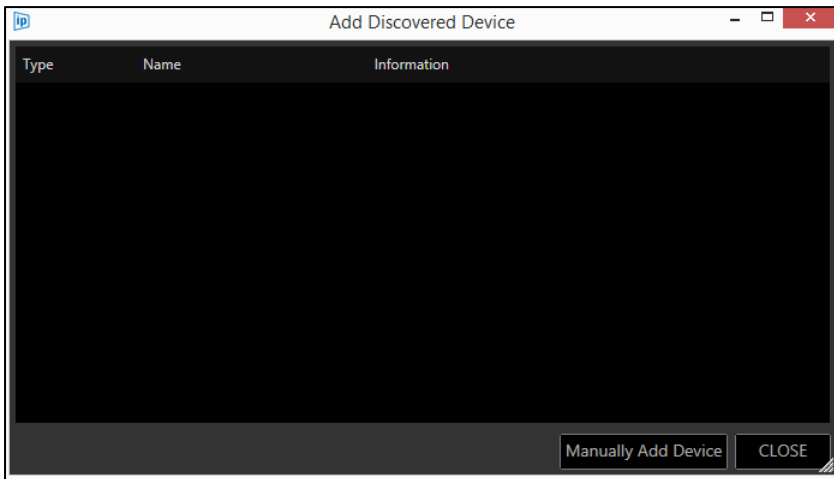 ip Add Discovered Device
Type Name Information
Manually Add Device CLOSE